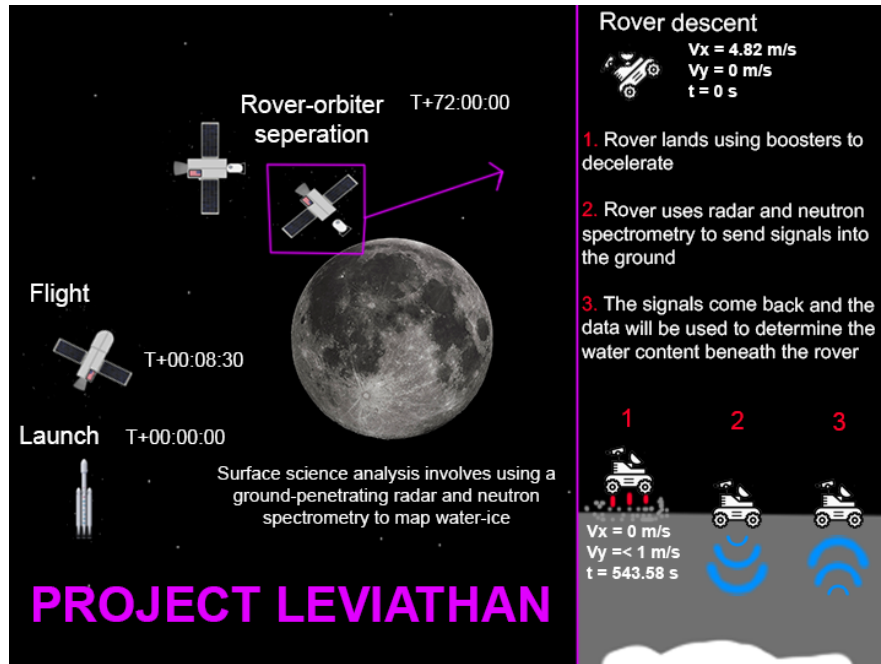 Rover-orbiter
seperation
T+72:00:00
Flight
T+00:08:30
Launch
T+00:00:00
Surface science analysis involves using a
ground-penetrating radar and neutron
spectrometry to map water-ice
PROJECT LEVIATHAN
Rover descent
Vx = 4.82 m/s
Vy = 0 m/s
t = 0 s
1. Rover lands using boosters to
decelerate
2. Rover uses radar and neutron
spectrometry to send signals into
the ground
3. The signals come back and the
data will be used to determine the
water content beneath the rover
1
2
3
Vx = 0 m/s
Vy =< 1 m/s
t = 543.58 s